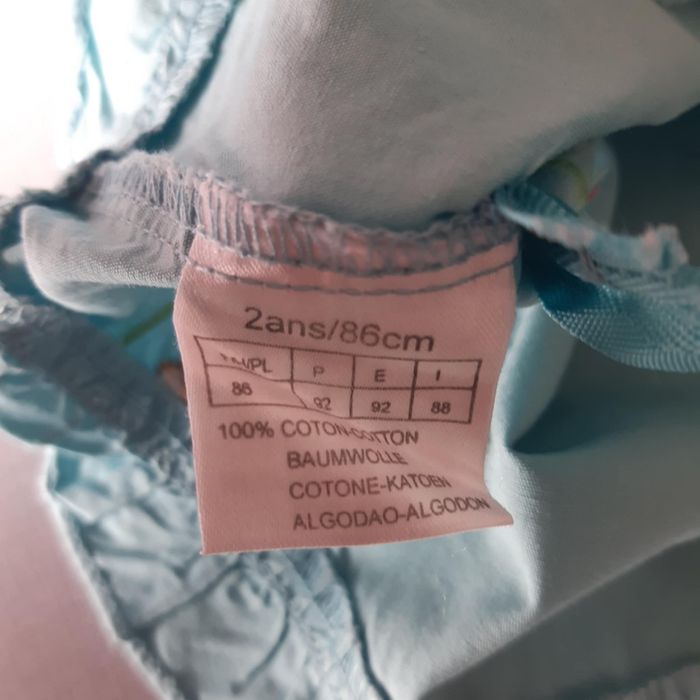 2ans/86cm
P E I
86 92 92 88
100% COTON-COTTON
BAUMWOLLE
COTONE-KATOEN
ALGODAO-ALGODON